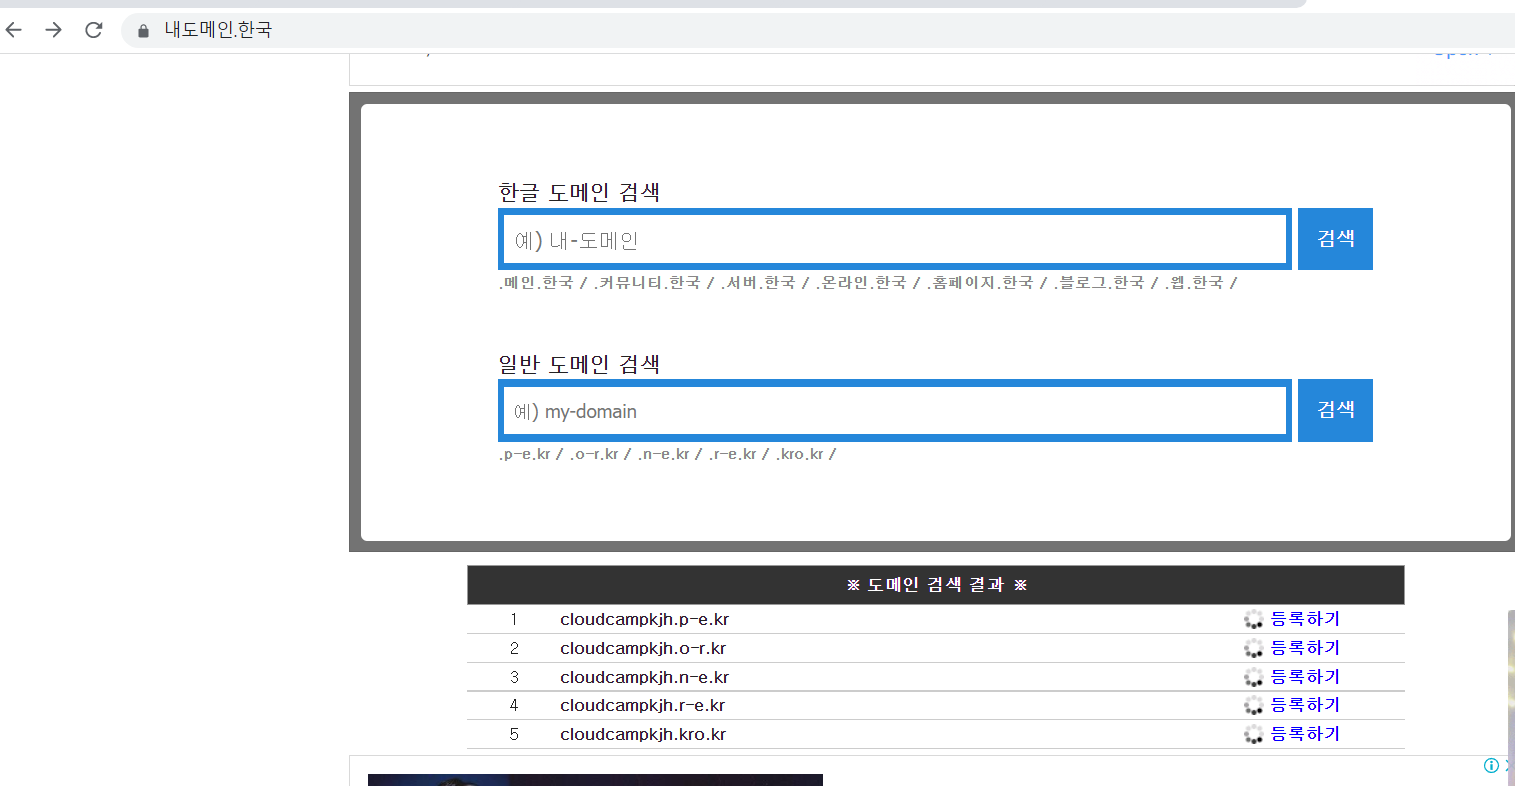 내도메인.한국
한글 도메인 검색
예) 내-도메인
검색
.메인.한국 / .커뮤니티.한국 / .서버.한국 / .온라인.한국 / .홈페이지.한국 / .블로그.한국 / .웹.한국 /
일반 도메인 검색
예) my-domain
검색
.p-e.kr / .o-r.kr / .n-e.kr / .r-e.kr / .kro.kr /
※ 도메인 검색 결과 ※
1 cloudcampkjh.p-e.kr 등록하기
2 cloudcampkjh.o-r.kr 등록하기
3 cloudcampkjh.n-e.kr 등록하기
4 cloudcampkjh.r-e.kr 등록하기
5 cloudcampkjh.kro.kr 등록하기